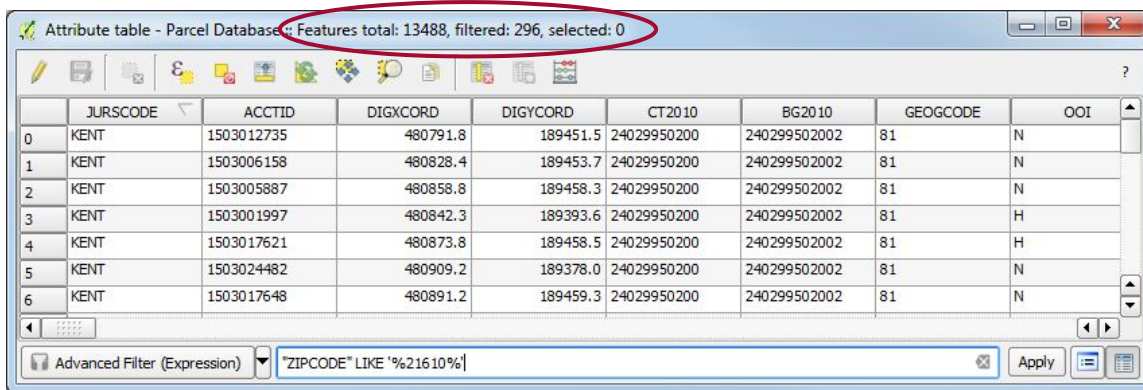 Attribute table - Parcel Database :: Features total: 13488, filtered: 296, selected: 0
?
JURSCODE ACCTID DIGXCORD DIGYCORD CT2010 BG2010 GEOGCODE OOI
0 KENT 1503012735 480791.8 189451.5 24029950200 240299502002 81 N
1 KENT 1503006158 480828.4 189453.7 24029950200 240299502002 81 N
2 KENT 1503005887 480858.8 189458.3 24029950200 240299502002 81 N
3 KENT 1503001997 480842.3 189393.6 24029950200 240299502002 81 H
4 KENT 1503017621 480873.8 189458.5 24029950200 240299502002 81 H
5 KENT 1503024482 480909.2 189378.0 24029950200 240299502002 81 N
6 KENT 1503017648 480891.2 189459.3 24029950200 240299502002 81 N
Advanced Filter (Expression) "ZIPCODE" LIKE '%21610%' Apply